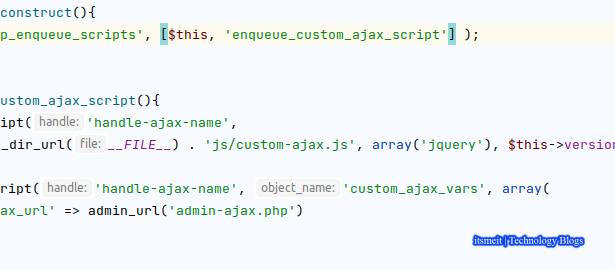 construct(){
p_enqueue_scripts', [$this, 'enqueue_custom_ajax_script'] );
ustom_ajax_script(){
ipt( handle: 'handle-ajax-name',
_dir_url( file: __FILE__) . 'js/custom-ajax.js', array('jquery'), $this->version
ript( handle: 'handle-ajax-name', object_name: 'custom_ajax_vars', array(
ax_url' => admin_url('admin-ajax.php')
itsmeit | Technology Blogs